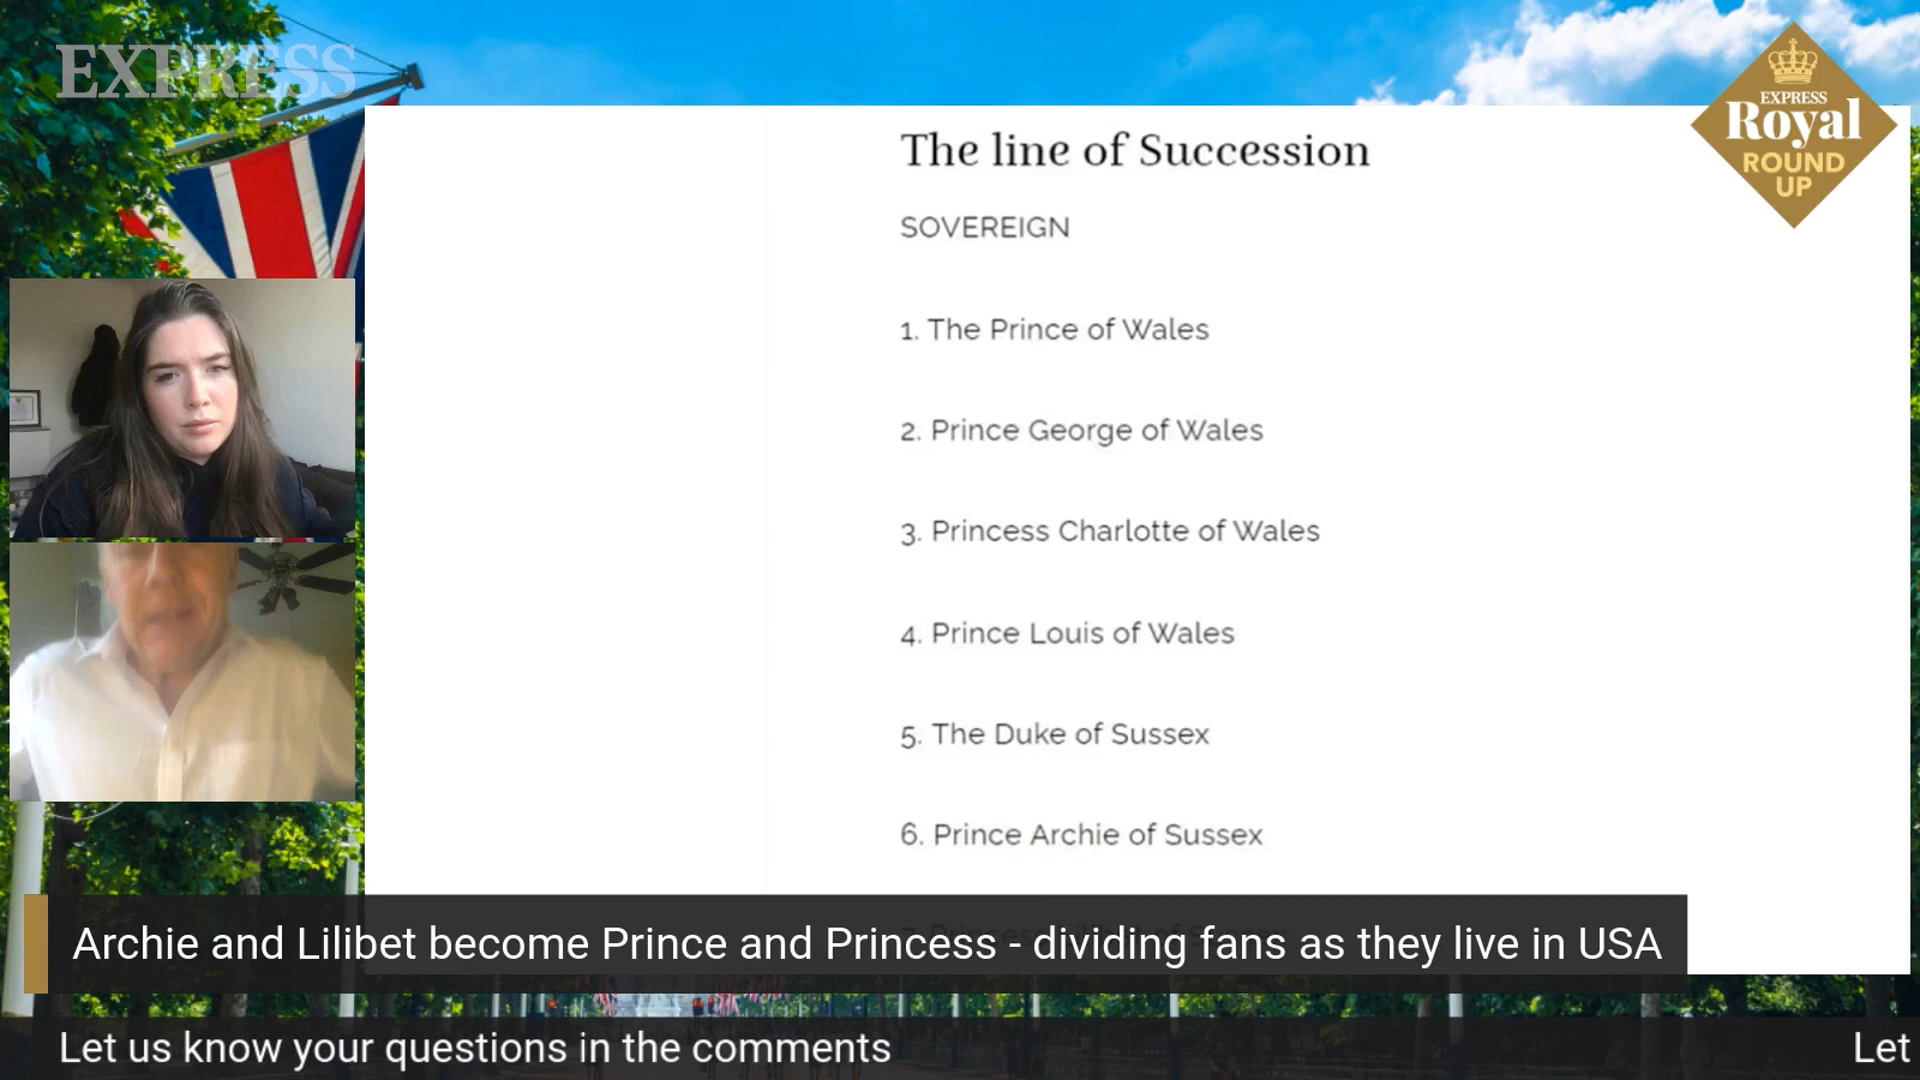 EXPRESS
EXPRESS
Royal
ROUND
UP
The line of Succession
SOVEREIGN
1. The Prince of Wales
2. Prince George of Wales
3. Princess Charlotte of Wales
4. Prince Louis of Wales
5. The Duke of Sussex
6. Prince Archie of Sussex
Archie and Lilibet become Prince and Princess - dividing fans as they live in USA
Let us know your questions in the comments
Let